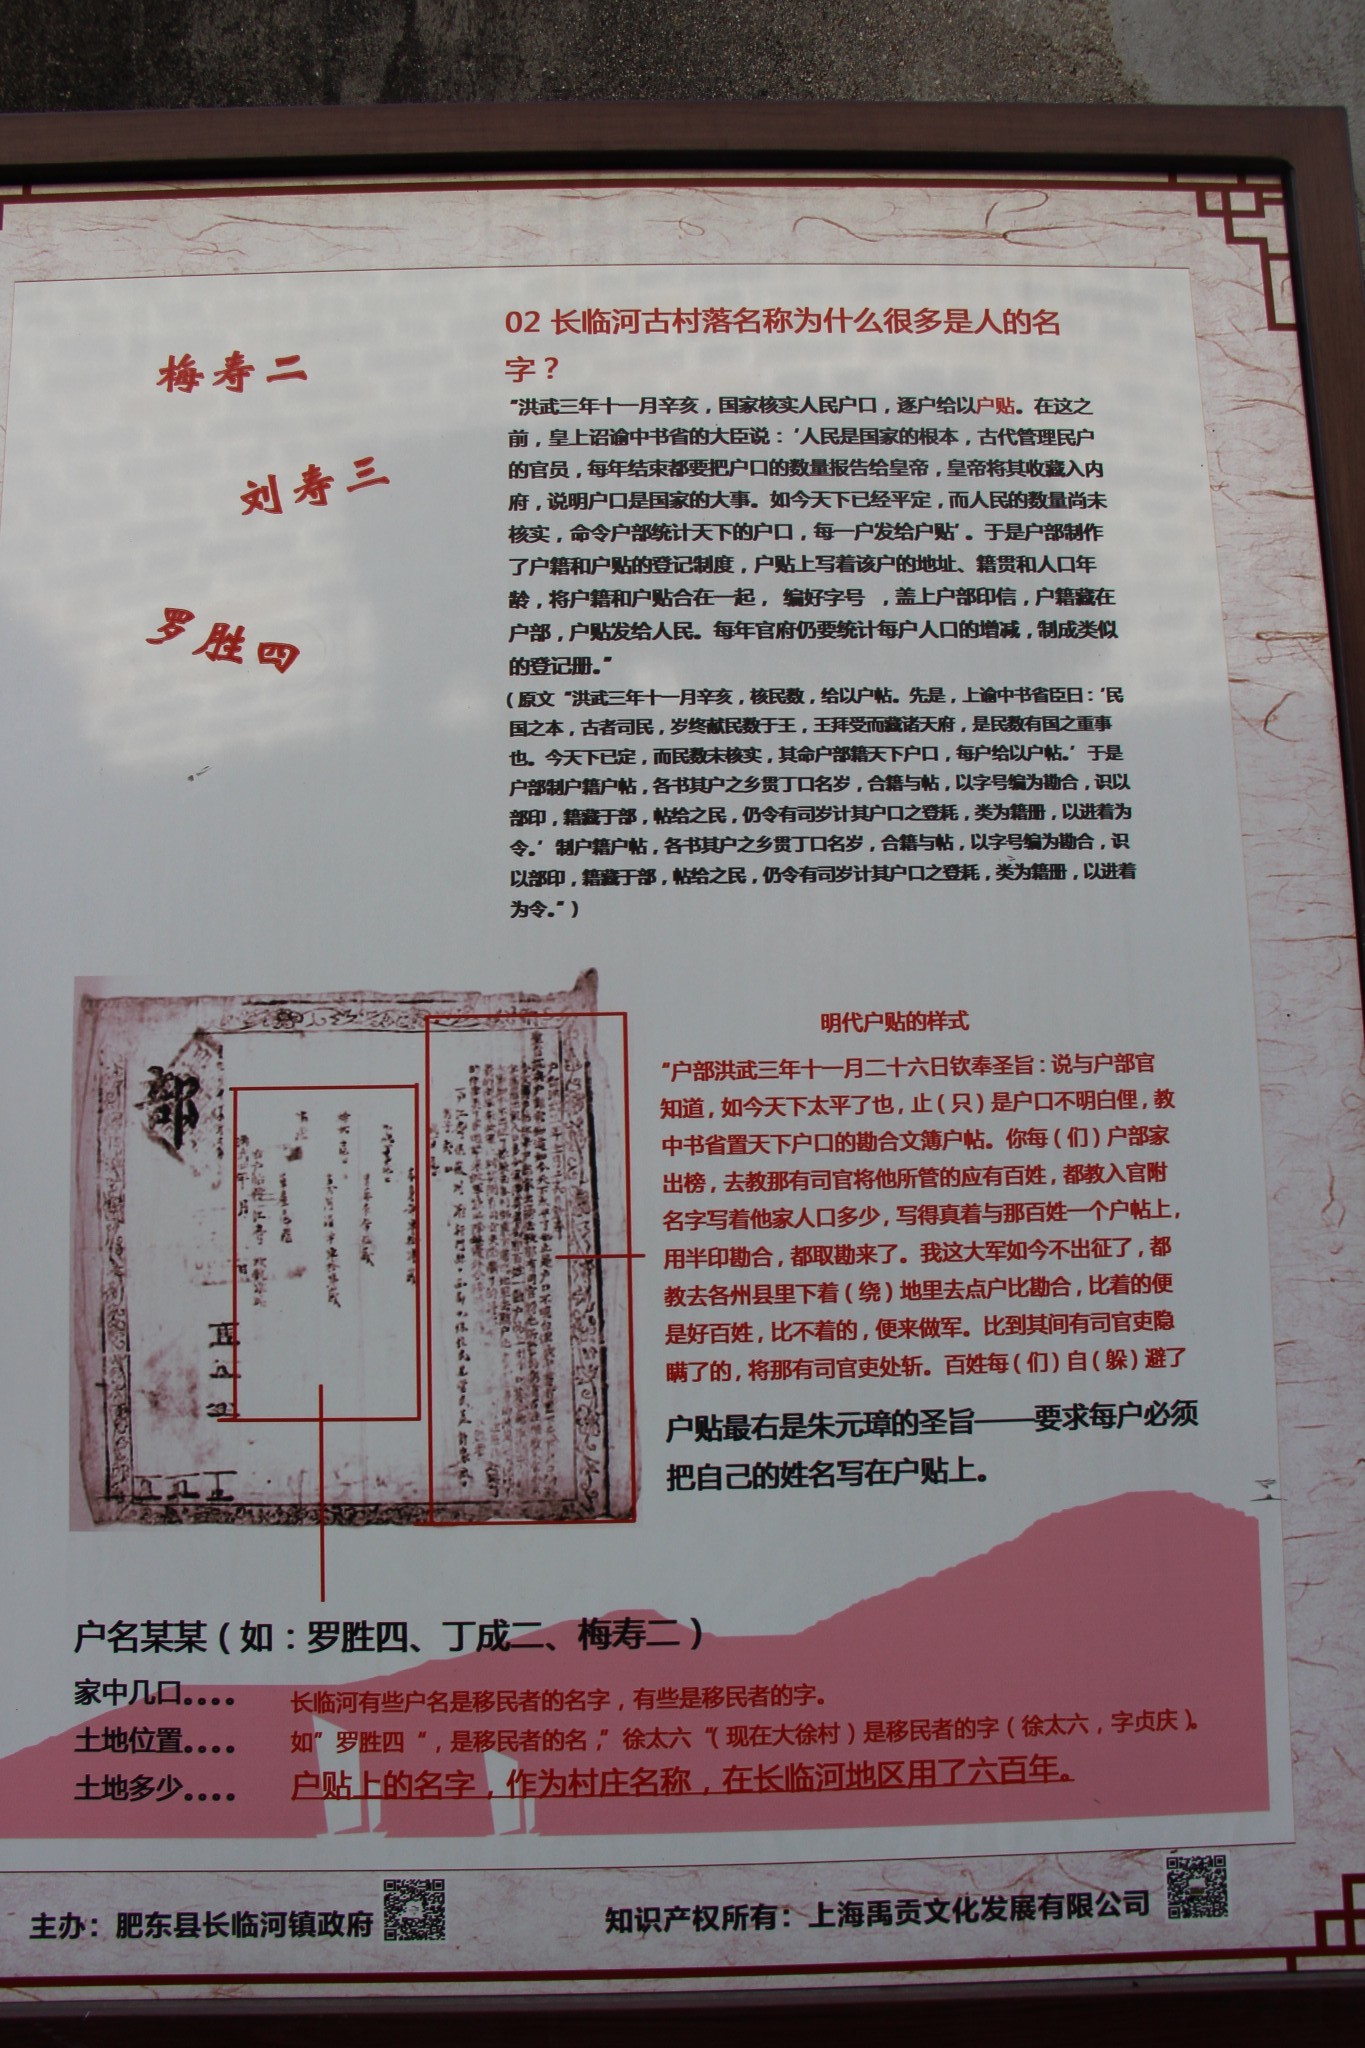 梅寿二
刘寿三
罗胜四
02 长临河古村落名称为什么很多是人的名
字？
“洪武三年十一月辛亥，国家核实人民户口，逐户给以户贴。在这之
前，皇上诏谕中书省的大臣说：‘人民是国家的根本，古代管理民户
的官员，每年结束都要把户口的数量报告给皇帝，皇帝将其收藏入内
府，说明户口是国家的大事。如今天下已经平定，而人民的数量尚未
核实，命令户部统计天下的户口，每一户发给户贴’。于是户部制作
了户籍和户贴的登记制度，户贴上写着该户的地址、籍贯和人口年
龄，将户籍和户贴合在一起， 编好字号 ，盖上户部印信，户籍藏在
户部，户贴发给人民。每年官府仍要统计每户人口的增减，制成类似
的登记册。”
（原文“洪武三年十一月辛亥，核民数，给以户帖。先是，上谕中书省臣曰：‘民
国之本，古者司民，岁终献民数于王，王拜受而藏诸天府，是民数有国之重事
也。今天下已定，而民数未核实，其命户部籍天下户口，每户给以户帖。’于是
户部制户籍户帖，各书其户之乡贯丁口名岁，合籍与帖，以字号编为勘合，识以
部印，籍藏于部，帖给之民，仍令有司岁计其户口之登耗，类为籍册，以进着为
令。’制户籍户帖，各书其户之乡贯丁口名岁，合籍与帖，以字号编为勘合，识
以部印，籍藏于部，帖给之民，仍令有司岁计其户口之登耗，类为籍册，以进着
为令。”）
部
明代户贴的样式
“户部洪武三年十一月二十六日钦奉圣旨：说与户部官
知道，如今天下太平了也，止（只）是户口不明白俚，教
中书省置天下户口的勘合文簿户帖。你每（们）户部家
出榜，去教那有司官将他所管的应有百姓，都教入官附
名字写着他家人口多少，写得真着与那百姓一个户帖上，
用半印勘合，都取勘来了。我这大军如今不出征了，都
教去各州县里下着（绕）地里去点户比勘合，比着的便
是好百姓，比不着的，便来做军。比到其间有司官吏隐
瞒了的，将那有司官吏处斩。百姓每（们）自（躲）避了
户贴最右是朱元璋的圣旨——要求每户必须
把自己的姓名写在户贴上。
户名某某（如：罗胜四、丁成二、梅寿二）
家中几口。。。。
土地位置。。。。
土地多少。。。。
长临河有些户名是移民者的名字，有些是移民者的字。
如”罗胜四“，是移民者的名，”徐太六“（现在大徐村）是移民者的字（徐太六，字贞庆）。
户贴上的名字，作为村庄名称，在长临河地区用了六百年。
主办：肥东县长临河镇政府
知识产权所有：上海禹贡文化发展有限公司